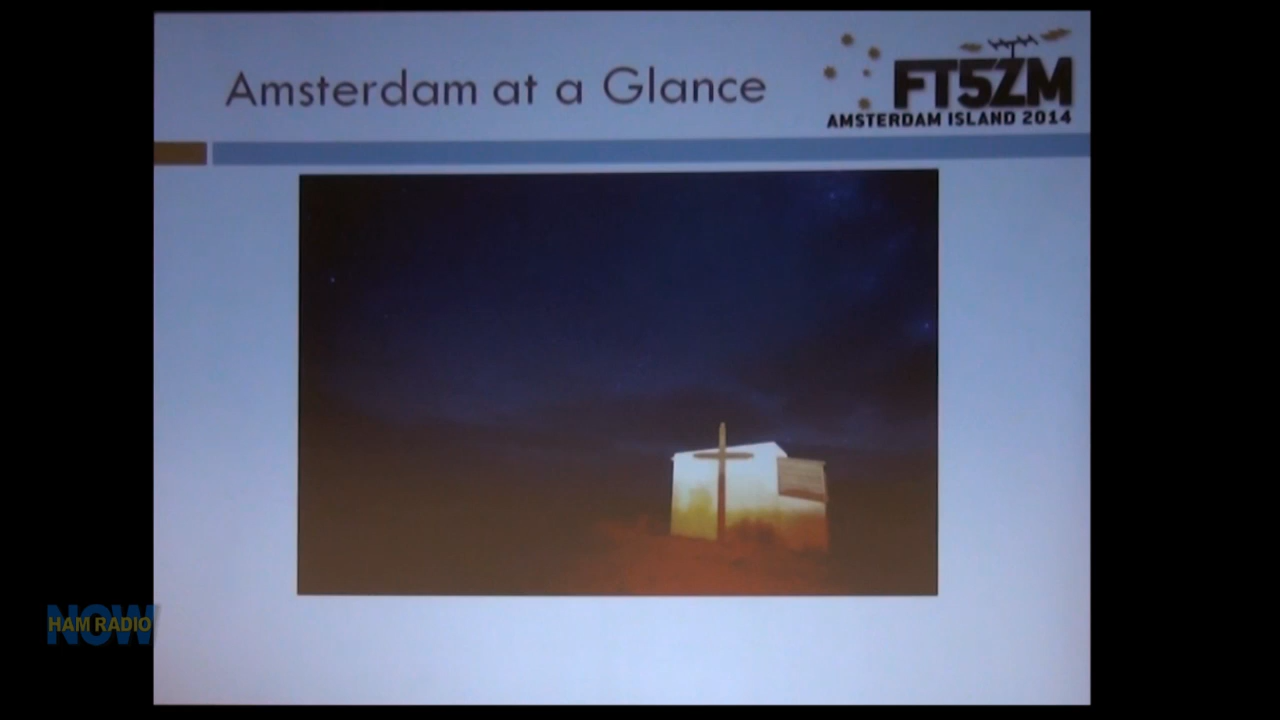 Amsterdam at a Glance
FT5ZM
AMSTERDAM ISLAND 2014
NOW
HAM RADIO